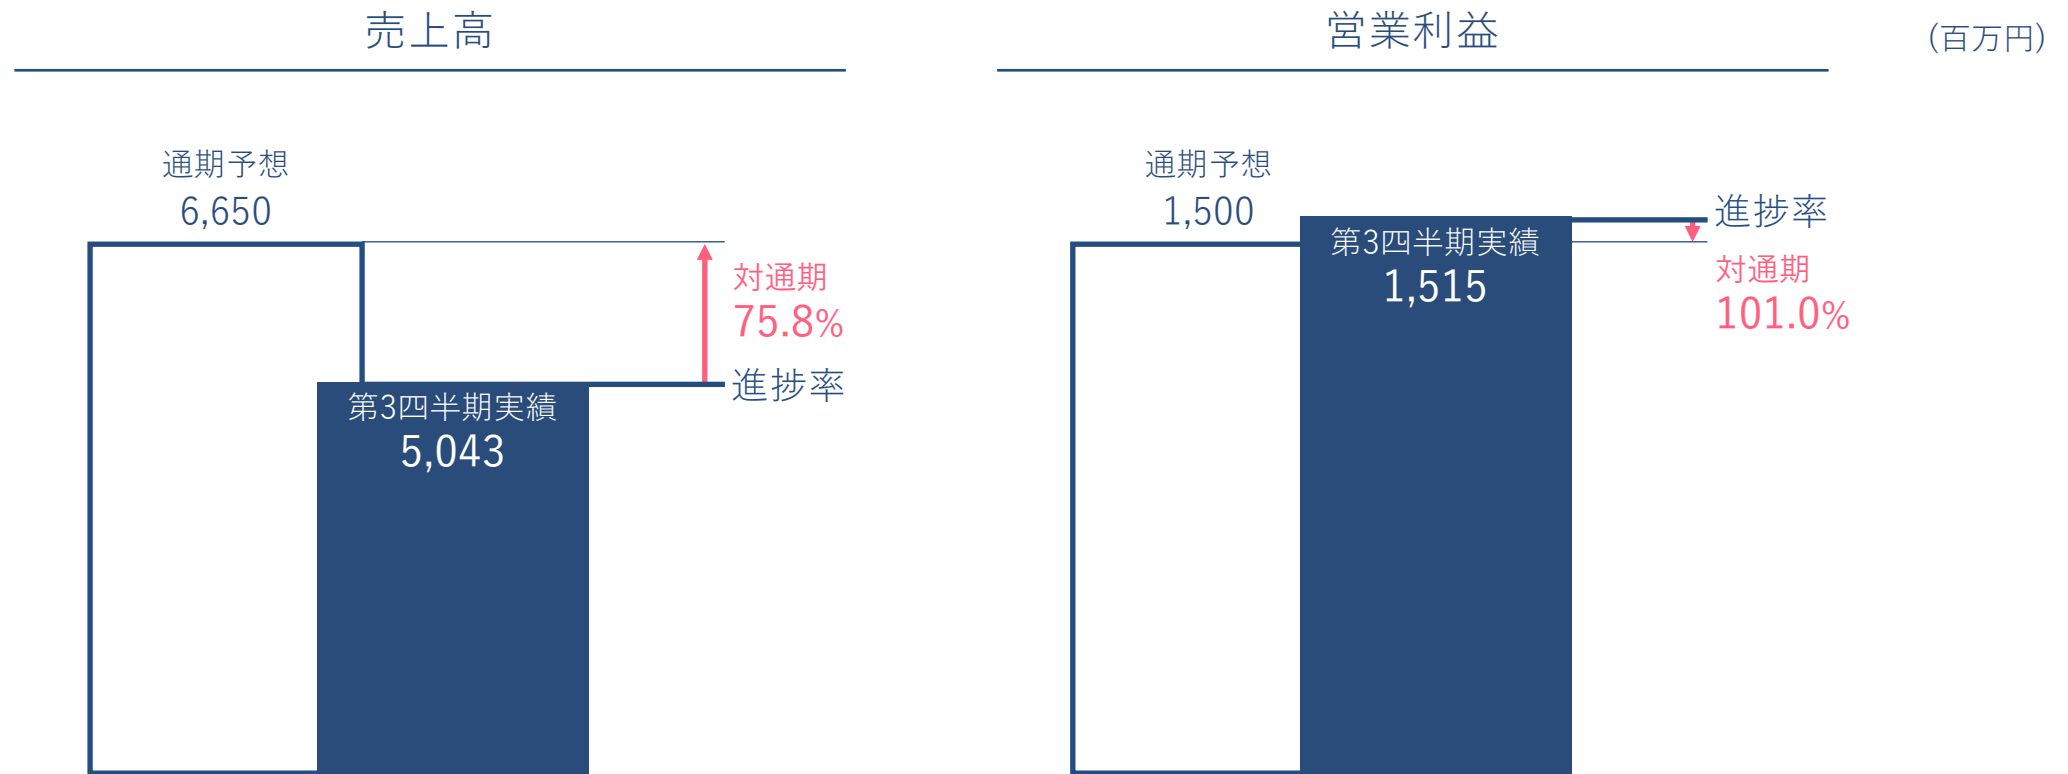 売上高
通期予想
6,650
対通期
75.8%
進捗率
第3四半期実績
5,043
営業利益
(百万円)
通期予想
1,500
第3四半期実績
1,515
進捗率
対通期
101.0%